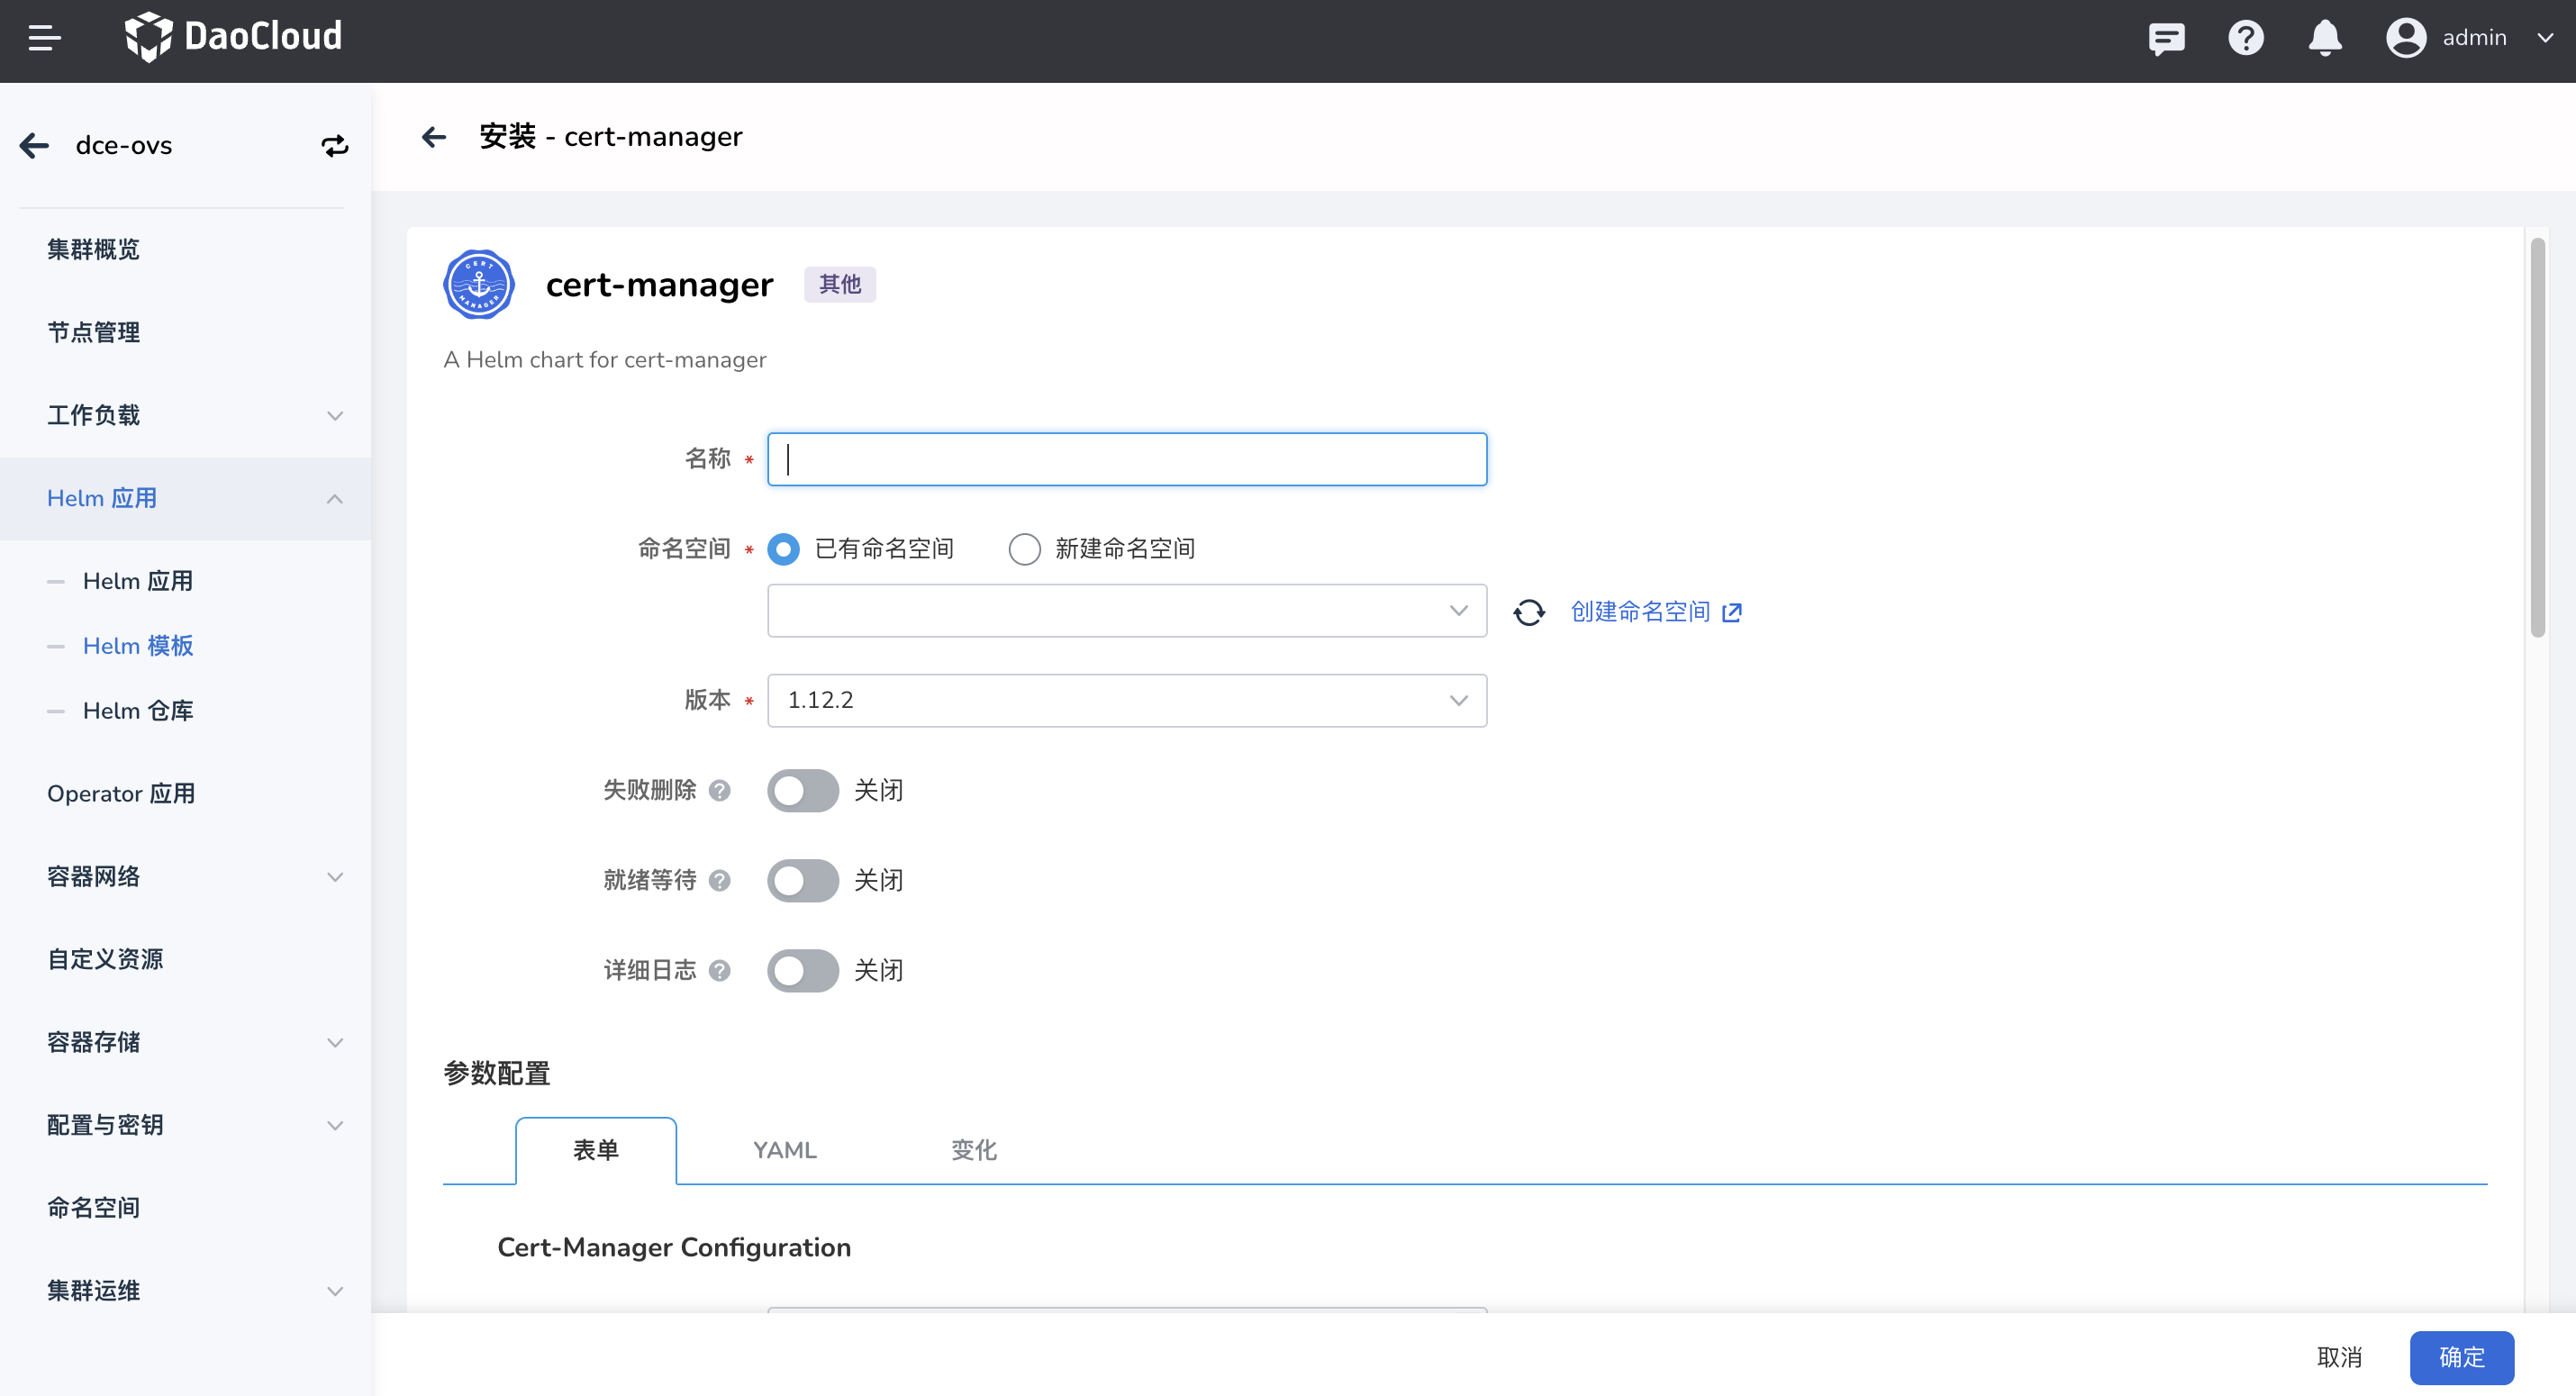 DaoCloud
admin
dce-ovs
集群概览
节点管理
工作负载
Helm 应用
Helm 应用
Helm 模板
Helm 仓库
Operator 应用
容器网络
自定义资源
容器存储
配置与密钥
命名空间
集群运维
安装 - cert-manager
CERT MANAGER
cert-manager 其他
A Helm chart for cert-manager
名称 *
命名空间 * 已有命名空间 新建命名空间
创建命名空间
版本 * 1.12.2
失败删除 ? 关闭
就绪等待 ? 关闭
详细日志 ? 关闭
参数配置
表单 YAML 变化
Cert-Manager Configuration
取消 确定